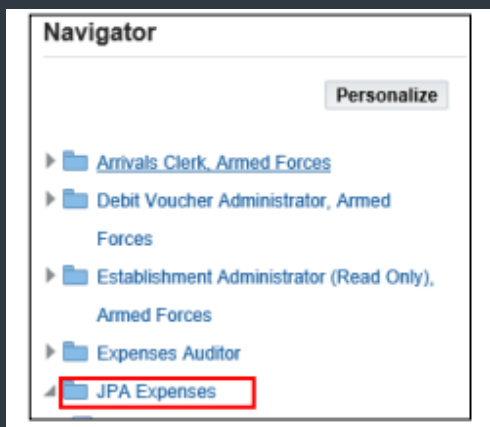 Navigator
Personalize
Arrivals Clerk, Armed Forces
Debit Voucher Administrator, Armed
Forces
Establishment Administrator (Read Only),
Armed Forces
Expenses Auditor
JPA Expenses